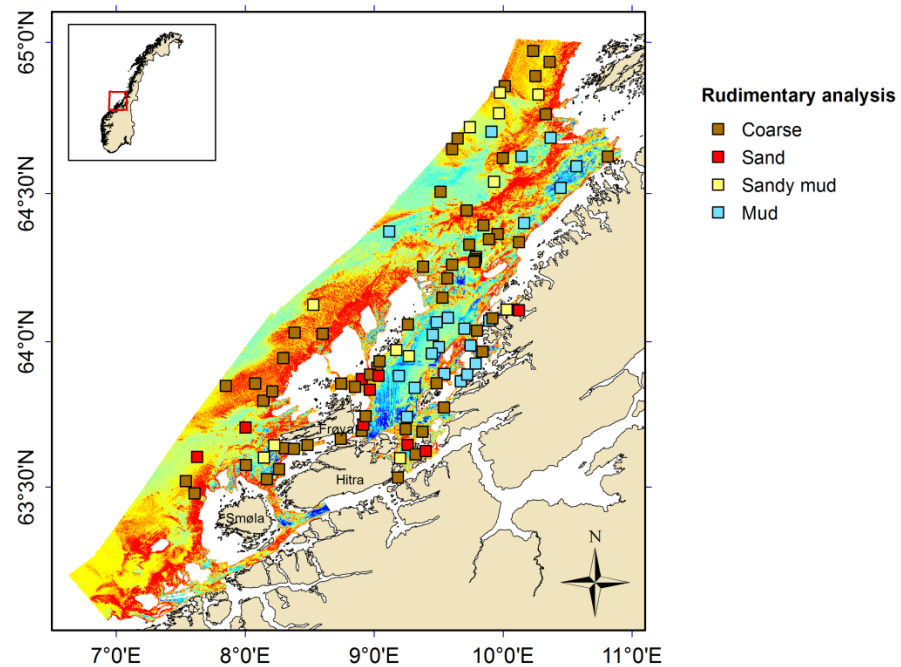 65°0'N
64°30'N
64°0'N
63°30'N
Frøya
Hitra
Smøla
N
7°0'E
8°0'E
9°0'E
10°0'E
11°0'E
Rudimentary analysis
Coarse
Sand
Sandy mud
Mud